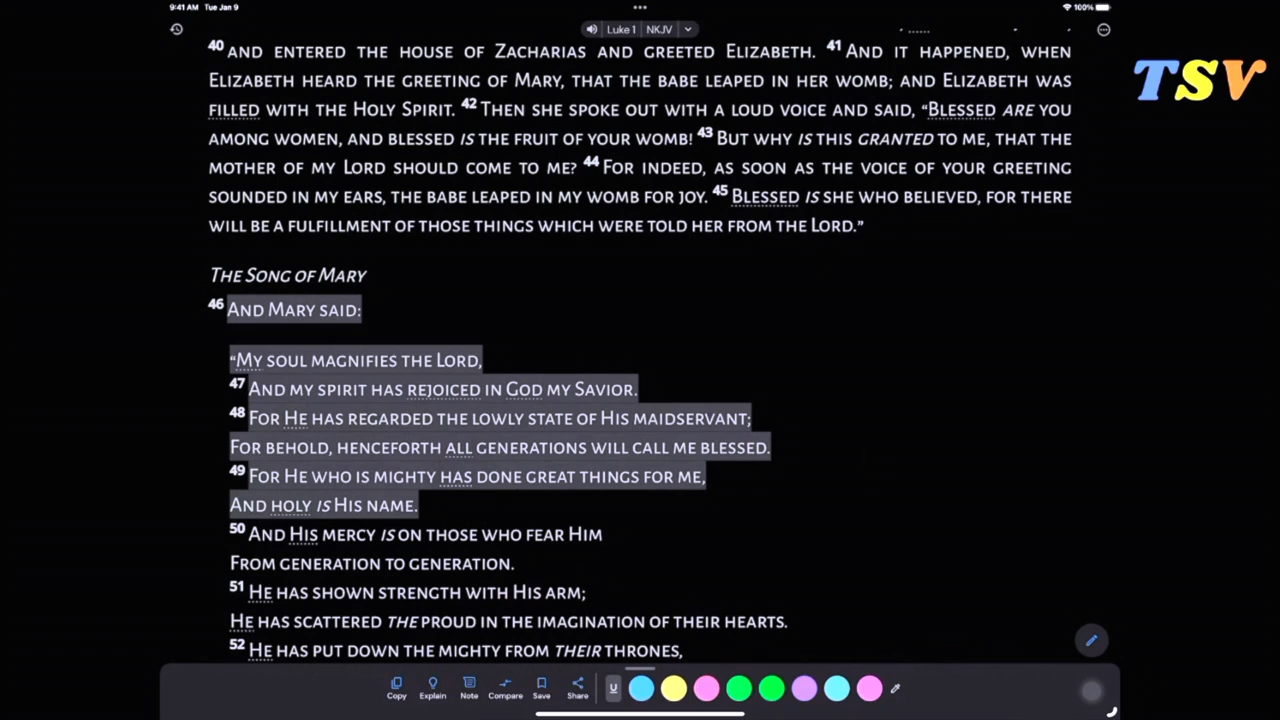 9:41 AM Tue Jan 9
100%
Luke 1 NKJV
TSV
40 AND ENTERED THE HOUSE OF ZACHARIAS AND GREETED ELIZABETH. 41 AND IT HAPPENED, WHEN
ELIZABETH HEARD THE GREETING OF MARY, THAT THE BABE LEAPED IN HER WOMB; AND ELIZABETH WAS
FILLED WITH THE HOLY SPIRIT. 42 THEN SHE SPOKE OUT WITH A LOUD VOICE AND SAID, “BLESSED ARE YOU
AMONG WOMEN, AND BLESSED IS THE FRUIT OF YOUR WOMB! 43 BUT WHY IS THIS GRANTED TO ME, THAT THE
MOTHER OF MY LORD SHOULD COME TO ME? 44 FOR INDEED, AS SOON AS THE VOICE OF YOUR GREETING
SOUNDED IN MY EARS, THE BABE LEAPED IN MY WOMB FOR JOY. 45 BLESSED IS SHE WHO BELIEVED, FOR THERE
WILL BE A FULFILLMENT OF THOSE THINGS WHICH WERE TOLD HER FROM THE LORD.”
THE SONG OF MARY
46 AND MARY SAID:
“MY SOUL MAGNIFIES THE LORD,
47 AND MY SPIRIT HAS REJOICED IN GOD MY SAVIOR.
48 FOR HE HAS REGARDED THE LOWLY STATE OF HIS MAIDSERVANT;
FOR BEHOLD, HENCEFORTH ALL GENERATIONS WILL CALL ME BLESSED.
49 FOR HE WHO IS MIGHTY HAS DONE GREAT THINGS FOR ME,
AND HOLY IS HIS NAME.
50 AND HIS MERCY IS ON THOSE WHO FEAR HIM
FROM GENERATION TO GENERATION.
51 HE HAS SHOWN STRENGTH WITH HIS ARM;
HE HAS SCATTERED THE PROUD IN THE IMAGINATION OF THEIR HEARTS.
52 HE HAS PUT DOWN THE MIGHTY FROM THEIR THRONES,
Copy Explain Note Compare Save Share U